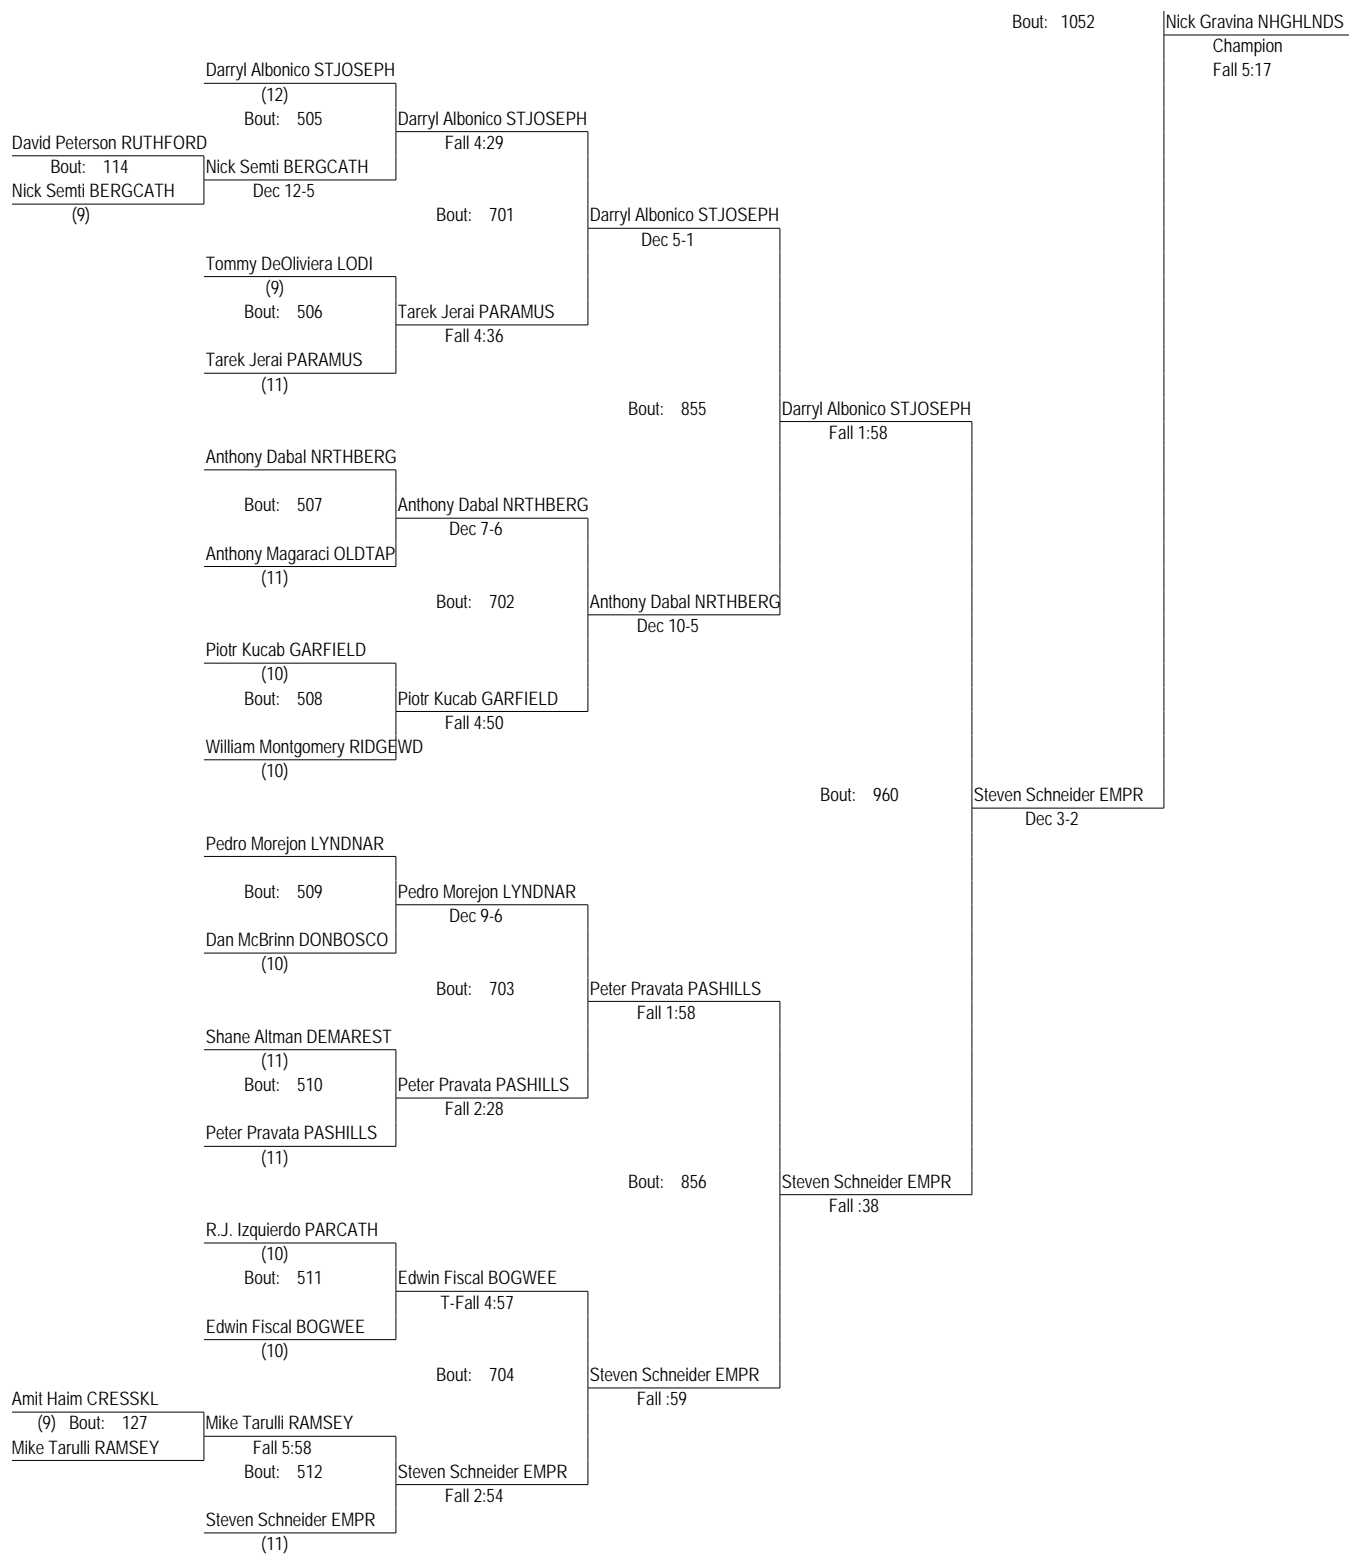 Bout: 1052
Nick Gravina NHGHLNDS
Champion
Fall 5:17
Darryl Albonico STJOSEPH
(12)
Bout: 505
Darryl Albonico STJOSEPH
Fall 4:29
David Peterson RUTHFORD
Bout: 114
Nick Semti BERGCATH
Nick Semti BERGCATH
Dec 12-5
(9)
Bout: 701
Darryl Albonico STJOSEPH
Dec 5-1
Tommy DeOliviera LODI
(9)
Bout: 506
Tarek Jerai PARAMUS
Fall 4:36
Tarek Jerai PARAMUS
(11)
Bout: 855
Darryl Albonico STJOSEPH
Fall 1:58
Anthony Dabal NRTHBERG
Bout: 507
Anthony Dabal NRTHBERG
Dec 7-6
Anthony Magaraci OLDTAP
(11)
Bout: 702
Anthony Dabal NRTHBERG
Dec 10-5
Piotr Kucab GARFIELD
(10)
Bout: 508
Piotr Kucab GARFIELD
Fall 4:50
William Montgomery RIDGEWD
(10)
Bout: 960
Steven Schneider EMPR
Dec 3-2
Pedro Morejon LYNDNAR
Bout: 509
Pedro Morejon LYNDNAR
Dec 9-6
Dan McBrinn DONBOSCO
(10)
Bout: 703
Peter Pravata PASHILLS
Fall 1:58
Shane Altman DEMAREST
(11)
Bout: 510
Peter Pravata PASHILLS
Fall 2:28
Peter Pravata PASHILLS
(11)
Bout: 856
Steven Schneider EMPR
Fall :38
R.J. Izquierdo PARCATH
(10)
Bout: 511
Edwin Fiscal BOGWEE
T-Fall 4:57
Edwin Fiscal BOGWEE
(10)
Bout: 704
Steven Schneider EMPR
Fall :59
Amit Haim CRESSKL
(9) Bout: 127
Mike Tarulli RAMSEY
Mike Tarulli RAMSEY
Fall 5:58
Bout: 512
Steven Schneider EMPR
Fall 2:54
Steven Schneider EMPR
(11)